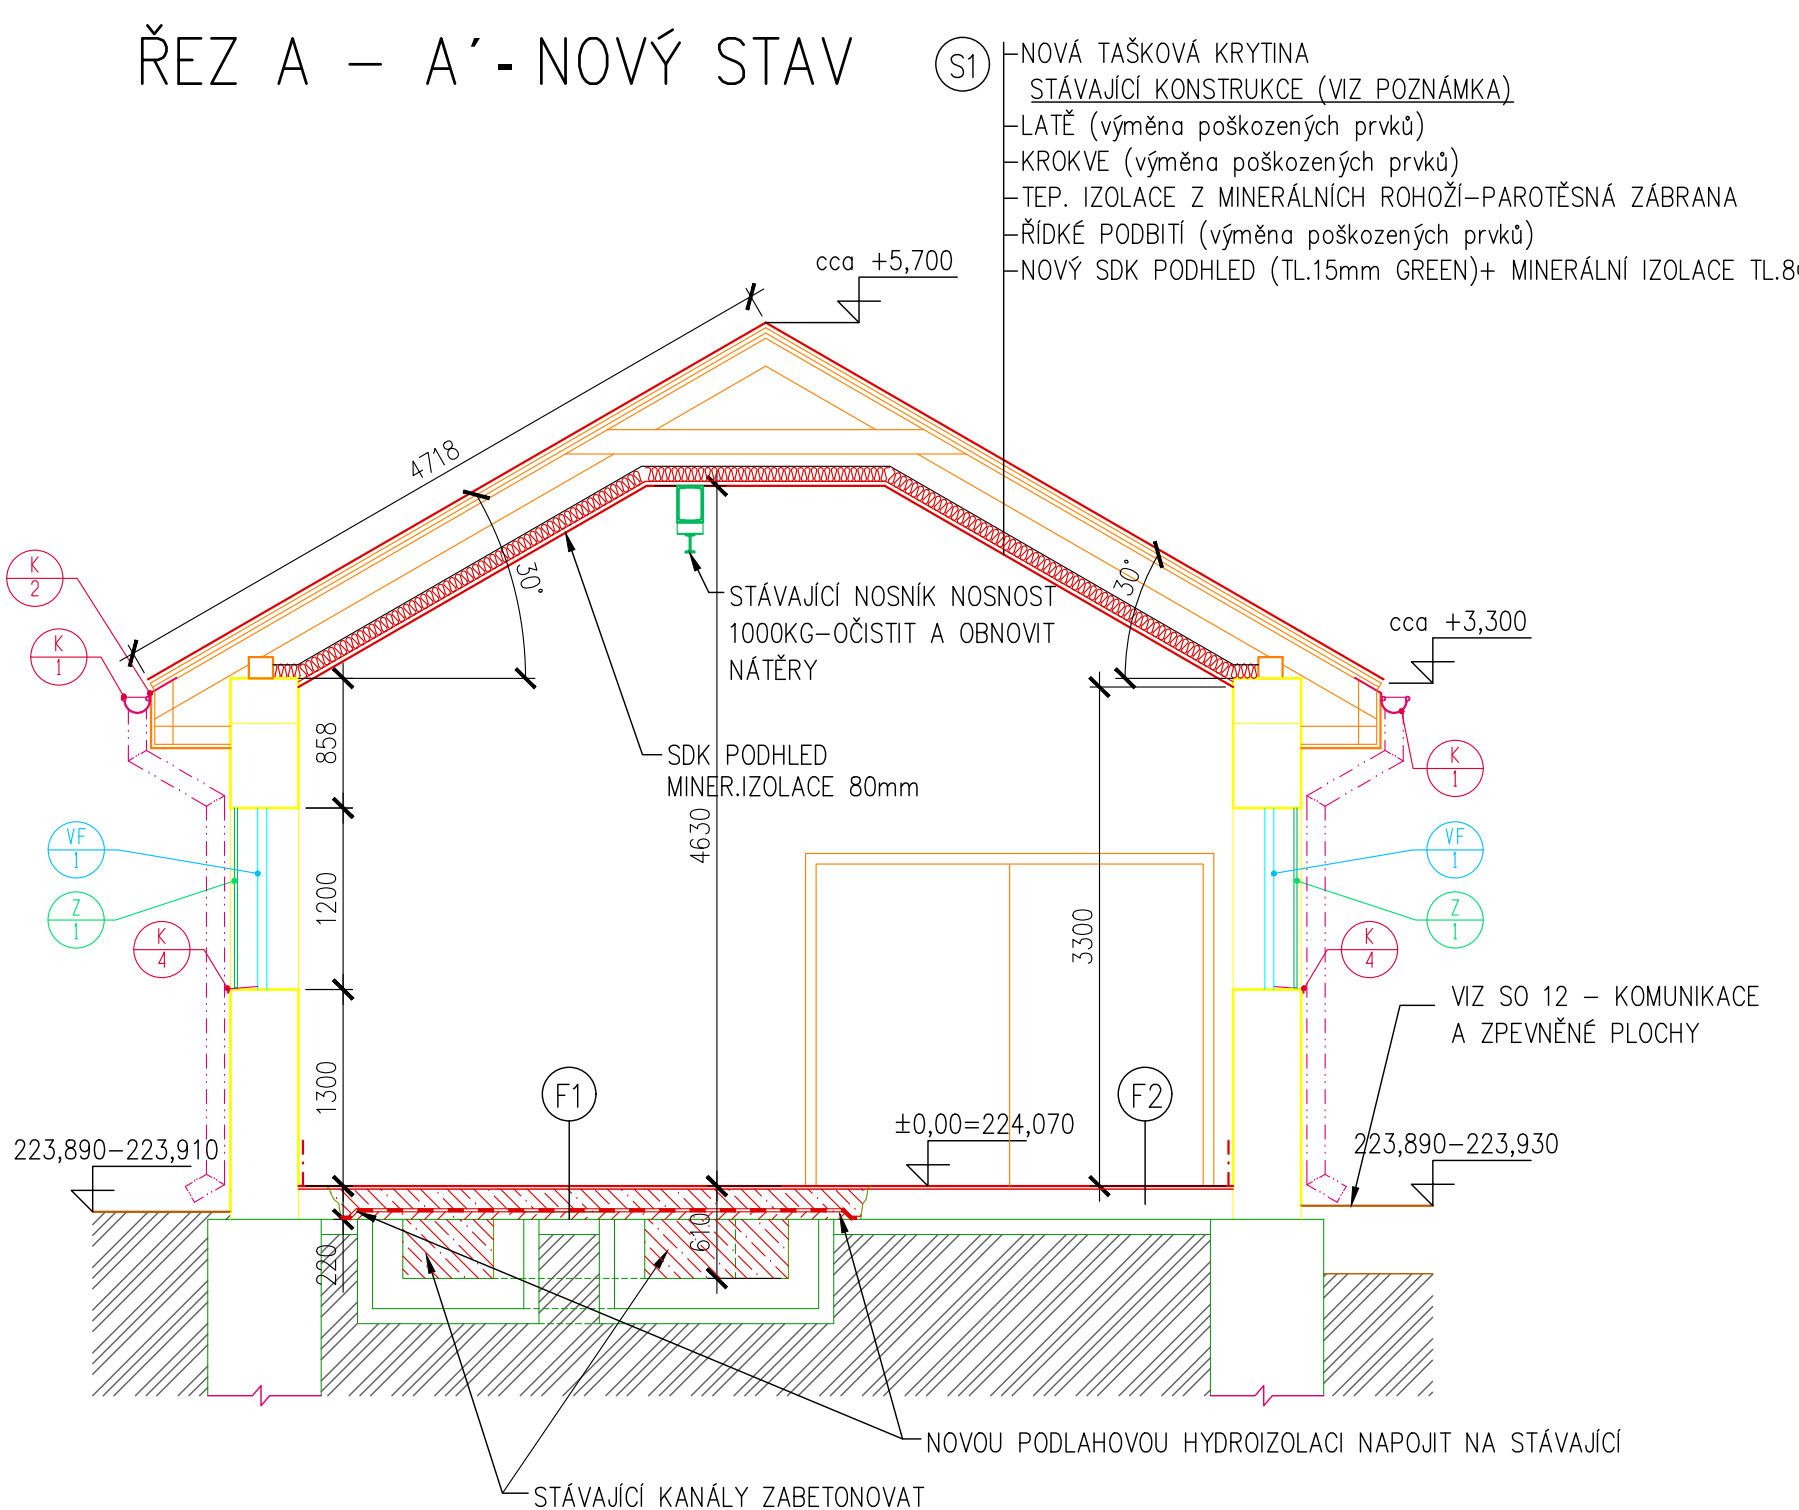 ŘEZ A – A´- NOVÝ STAV
S1
NOVÁ TAŠKOVÁ KRYTINA
STÁVAJÍCÍ KONSTRUKCE (VIZ POZNÁMKA)
LATĚ (výměna poškozených prvků)
KROKVE (výměna poškozených prvků)
TEP. IZOLACE Z MINERÁLNÍCH ROHOŽÍ–PAROTĚSNÁ ZÁBRANA
ŘÍDKÉ PODBITÍ (výměna poškozených prvků)
NOVÝ SDK PODHLED (TL.15mm GREEN)+ MINERÁLNÍ IZOLACE
cca +5,700
4718
30°
30°
K
2
K
1
STÁVAJÍCÍ NOSNÍK NOSNOST
1000KG–OČISTIT A OBNOVIT
NÁTĚRY
cca +3,300
SDK PODHLED
MINER.IZOLACE 80mm
858
4630
K
1
VF
1
VF
1
1200
Z
1
Z
1
3300
K
4
K
4
VIZ SO 12 – KOMUNIKACE
A ZPEVNĚNÉ PLOCHY
1300
F1
F2
±0,00=224,070
223,890–223,910
223,890–223,930
220
610
NOVOU PODLAHOVOU HYDROIZOLACI NAPOJIT NA STÁVAJÍCÍ
STÁVAJÍCÍ KANÁLY ZABETONOVAT